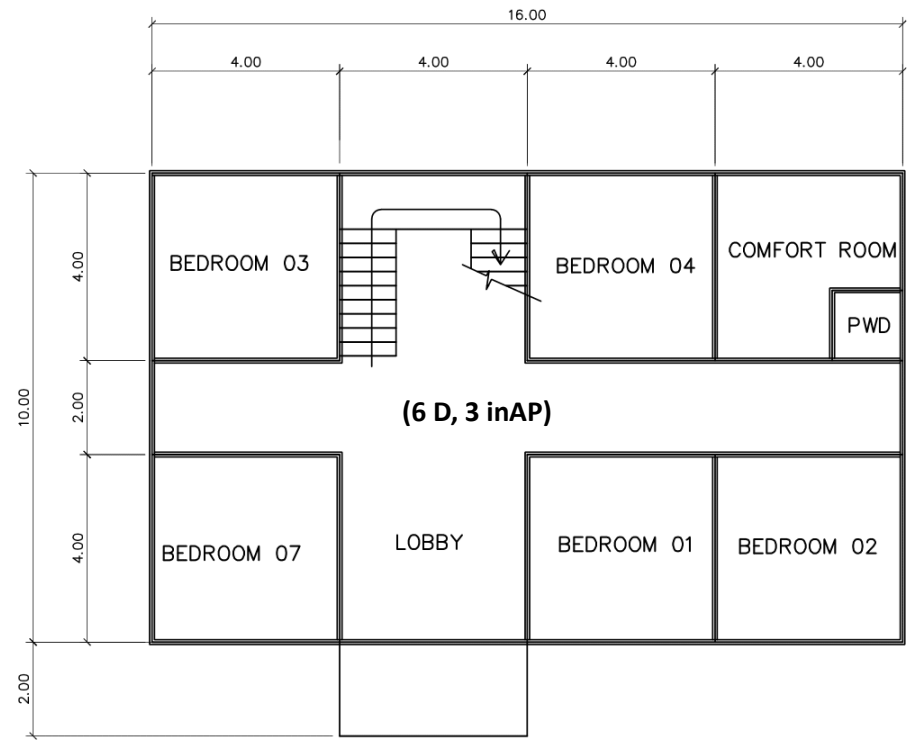 16.00
4.00 4.00 4.00 4.00
BEDROOM 03
BEDROOM 04
COMFORT ROOM
PWD
4.00
2.00
10.00
(6 D, 3 inAP)
BEDROOM 07
LOBBY
BEDROOM 01
BEDROOM 02
4.00
2.00